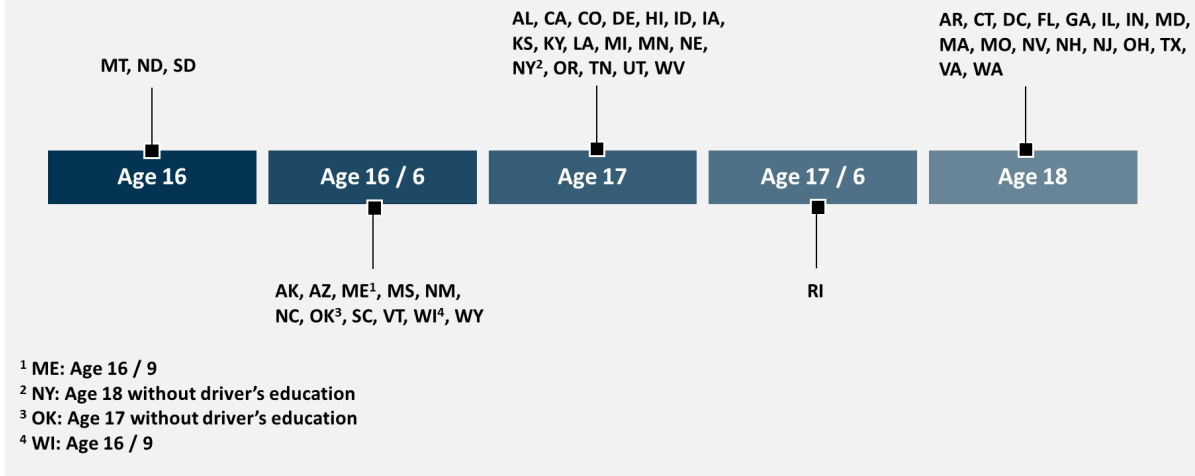 AL, CA, CO, DE, HI, ID, IA,
KS, KY, LA, MI, MN, NE,
NY², OR, TN, UT, WV
AR, CT, DC, FL, GA, IL, IN, MD,
MA, MO, NV, NH, NJ, OH, TX,
VA, WA
MT, ND, SD
Age 16
Age 16 / 6
Age 17
Age 17 / 6
Age 18
AK, AZ, ME¹, MS, NM,
NC, OK³, SC, VT, WI⁴, WY
RI
¹ ME: Age 16 / 9
² NY: Age 18 without driver’s education
³ OK: Age 17 without driver’s education
⁴ WI: Age 16 / 9